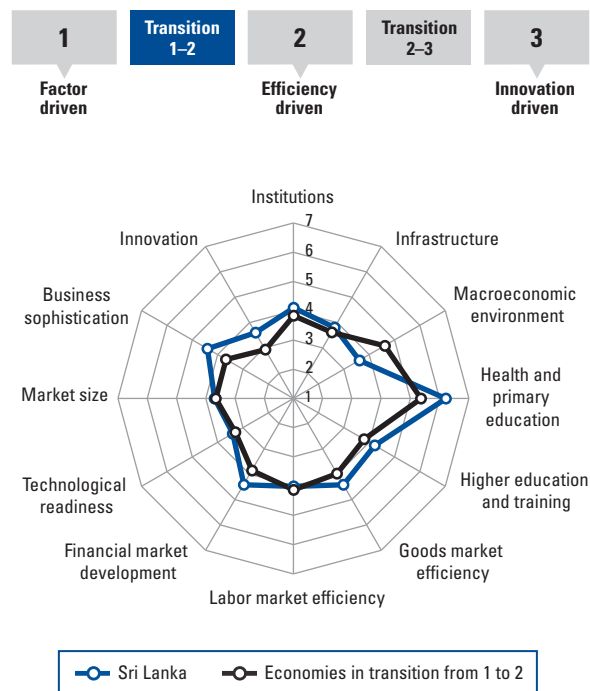 1
Transition
1–2
2
Transition
2–3
3
Factor
driven
Efficiency
driven
Innovation
driven
Institutions
Innovation
Infrastructure
Business
sophistication
Macroeconomic
environment
Market size
Health and
primary
education
Technological
readiness
Higher education
and training
Financial market
development
Goods market
efficiency
Labor market efficiency
7
6
5
4
3
2
1
Sri Lanka
Economies in transition from 1 to 2